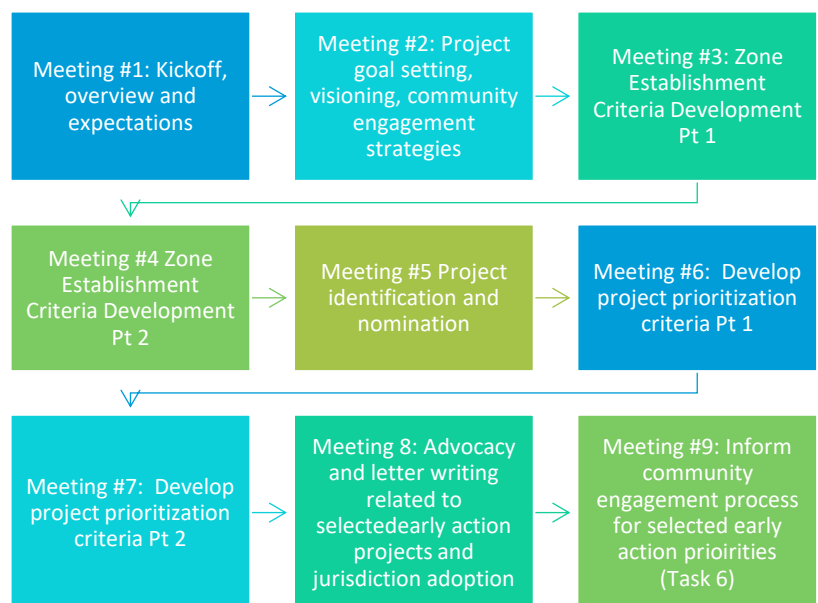 Meeting #1: Kickoff,
overview and
expectations
Meeting #2: Project
goal setting,
visioning, community
engagement
strategies
Meeting #3: Zone
Establishment
Criteria Development
Pt 1
Meeting #4 Zone
Establishment
Criteria Development
Pt 2
Meeting #5 Project
identification and
nomination
Meeting #6:  Develop
project prioritization
criteria Pt 1
Meeting #7:  Develop
project prioritization
criteria Pt 2
Meeting 8: Advocacy
and letter writing
related to
selectedearly action
projects and
jurisdiction adoption
Meeting #9: Inform
community
engagement process
for selected early
action prioirities
(Task 6)